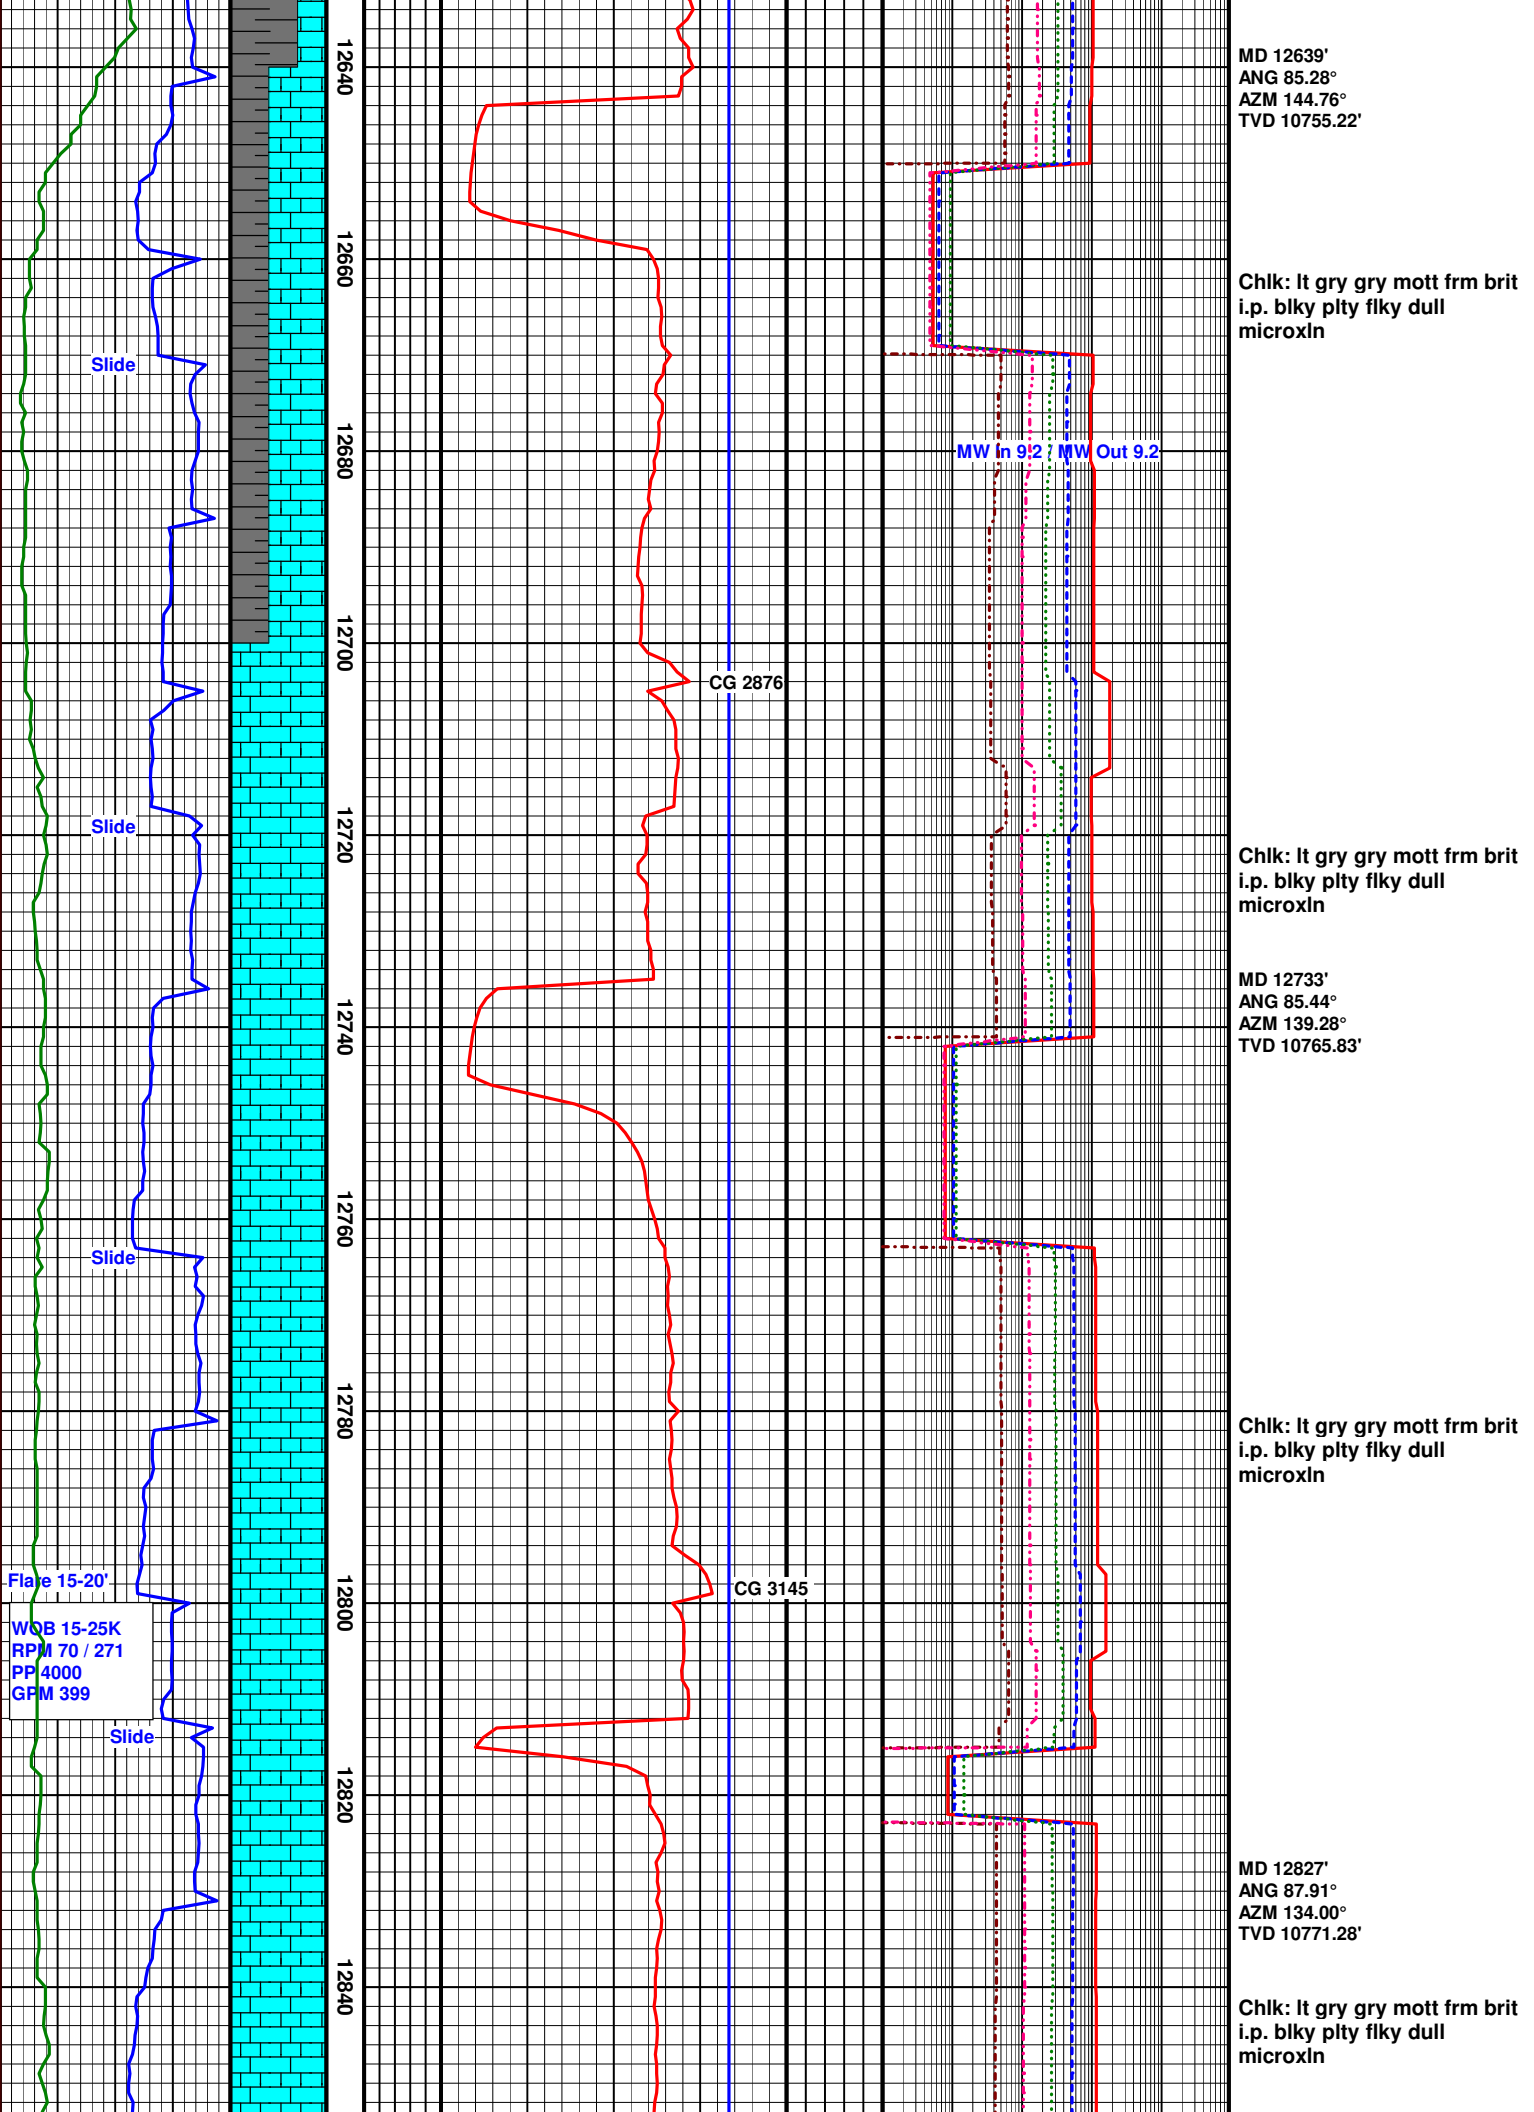 12640
MD 12639'
ANG 85.28°
AZM 144.76°
TVD 10755.22'
12660
Chlk: lt gry gry mott frm brit
i.p. blky plty flky dull
microxln
Slide
12680
MW In 9.2 / MW Out 9.2
12700
CG 2876
Slide
12720
Chlk: lt gry gry mott frm brit
i.p. blky plty flky dull
microxln
MD 12733'
ANG 85.44°
AZM 139.28°
TVD 10765.83'
12740
12760
Slide
12780
Chlk: lt gry gry mott frm brit
i.p. blky plty flky dull
microxln
Flare 15-20'
CG 3145
12800
WOB 15-25K
RPM 70 / 271
PP 4000
GPM 399
Slide
12820
MD 12827'
ANG 87.91°
AZM 134.00°
TVD 10771.28'
12840
Chlk: lt gry gry mott frm brit
i.p. blky plty flky dull
microxln